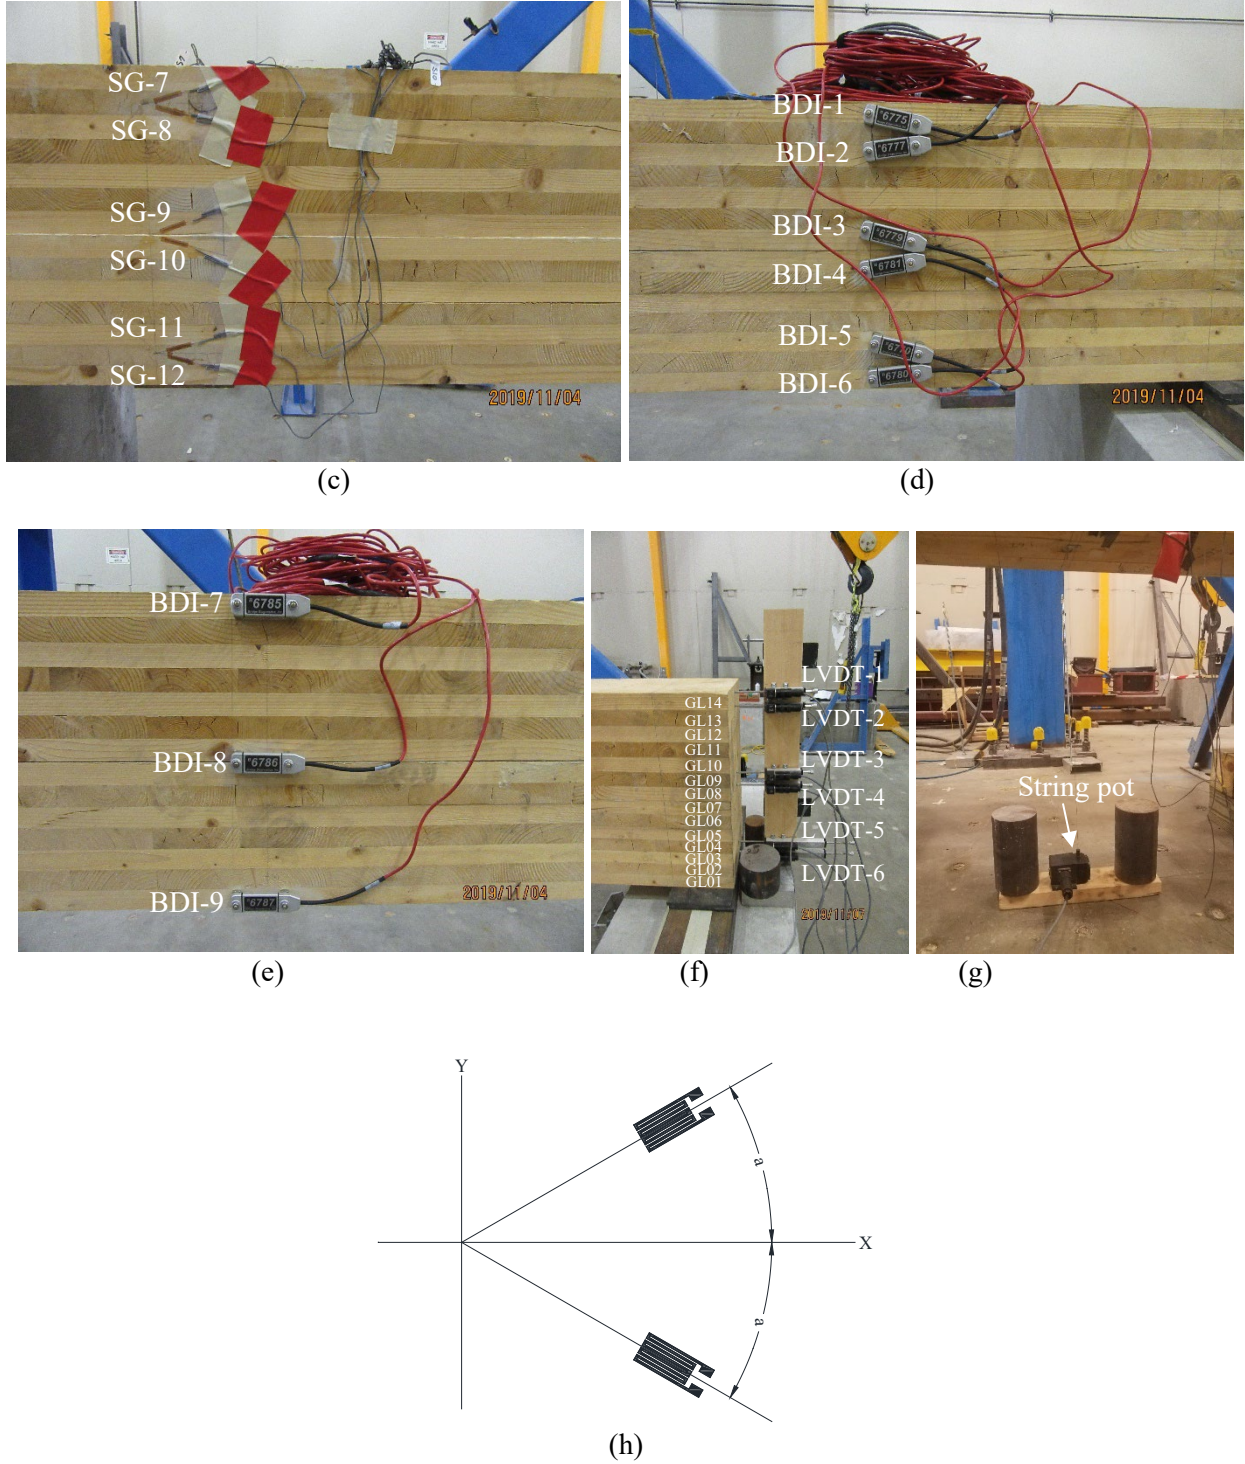 SG-7
SG-8
SG-9
SG-10
SG-11
SG-12
2019/11/04
(c)
BDI-1
BDI-2
BDI-3
BDI-4
BDI-5
BDI-6
6775
6777
6779
6781
6780
2019/11/04
(d)
BDI-7
BDI-8
BDI-9
6785
6786
6787
2019/11/04
(e)
GL14
GL13
GL12
GL11
GL10
GL09
GL08
GL07
GL06
GL05
GL04
GL03
GL02
GL01
LVDT-1
LVDT-2
LVDT-3
LVDT-4
LVDT-5
LVDT-6
(f)
String pot
(g)
Y
a
X
a
(h)